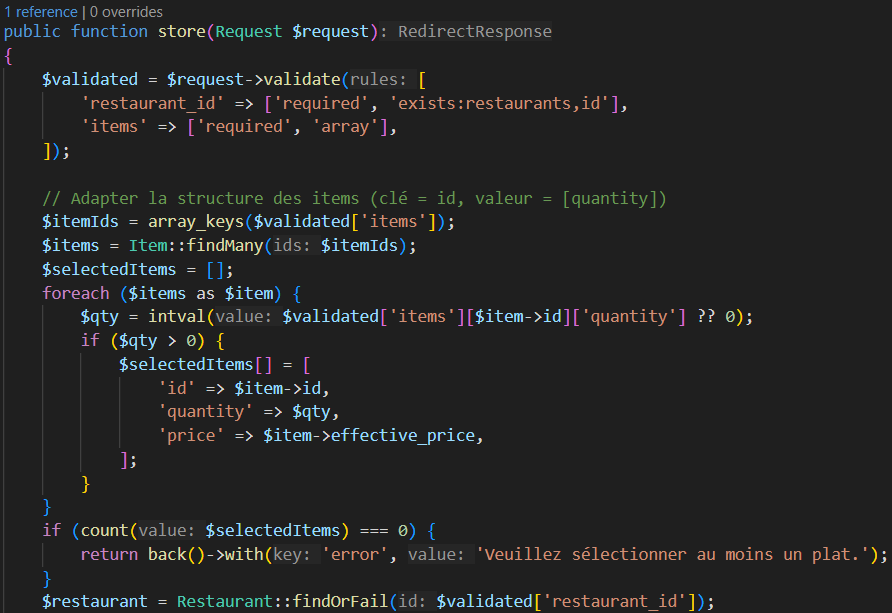 1 reference | 0 overrides
public function store(Request $request): RedirectResponse
{
    $validated = $request->validate(rules: [
        'restaurant_id' => ['required', 'exists:restaurants,id'],
        'items' => ['required', 'array'],
    ]);

    // Adapter la structure des items (clé = id, valeur = [quantity])
    $itemIds = array_keys($validated['items']);
    $items = Item::findMany(ids: $itemIds);
    $selectedItems = [];
    foreach ($items as $item) {
        $qty = intval(value: $validated['items'][$item->id]['quantity'] ?? 0);
        if ($qty > 0) {
            $selectedItems[] = [
                'id' => $item->id,
                'quantity' => $qty,
                'price' => $item->effective_price,
            ];
        }
    }
    if (count(value: $selectedItems) === 0) {
        return back()->with(key: 'error', value: 'Veuillez sélectionner au moins un plat.');
    }
    $restaurant = Restaurant::findOrFail(id: $validated['restaurant_id']);